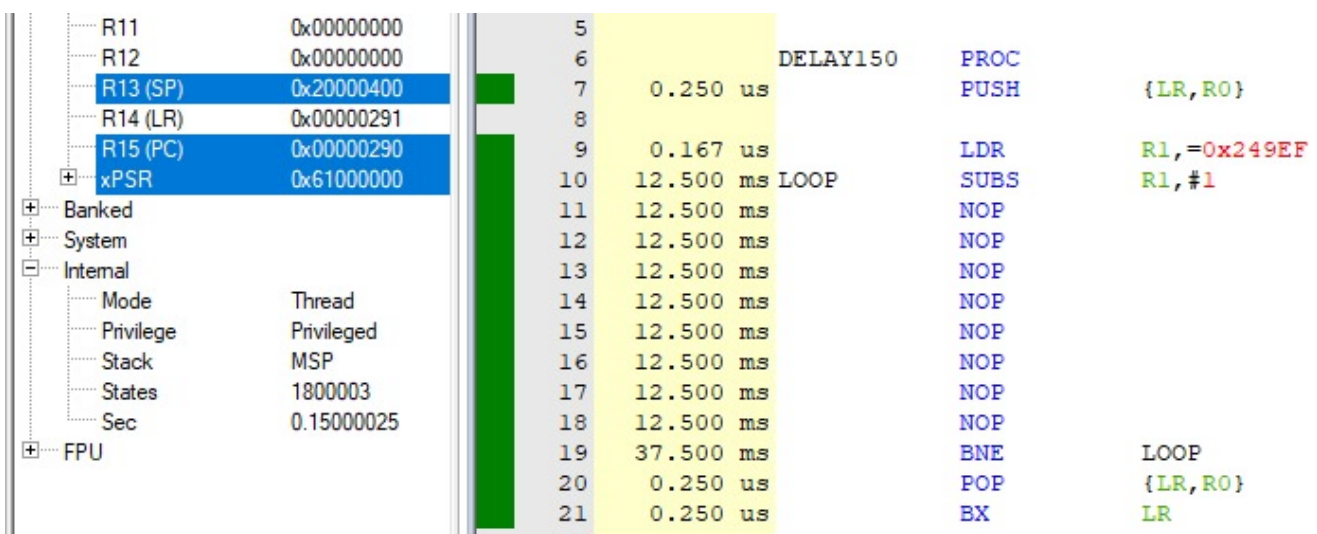 R11 0x00000000
R12 0x00000000
R13 (SP) 0x20000400
R14 (LR) 0x00000291
R15 (PC) 0x00000290
xPSR 0x61000000
Banked
System
Internal
Mode Thread
Privilege Privileged
Stack MSP
States 1800003
Sec 0.15000025
FPU
5
6 DELAY150 PROC
7 0.250 us PUSH {LR,R0}
8
9 0.167 us LDR R1,=0x249EF
10 12.500 ms LOOP SUBS R1,#1
11 12.500 ms NOP
12 12.500 ms NOP
13 12.500 ms NOP
14 12.500 ms NOP
15 12.500 ms NOP
16 12.500 ms NOP
17 12.500 ms NOP
18 12.500 ms NOP
19 37.500 ms BNE LOOP
20 0.250 us POP {LR,R0}
21 0.250 us BX LR